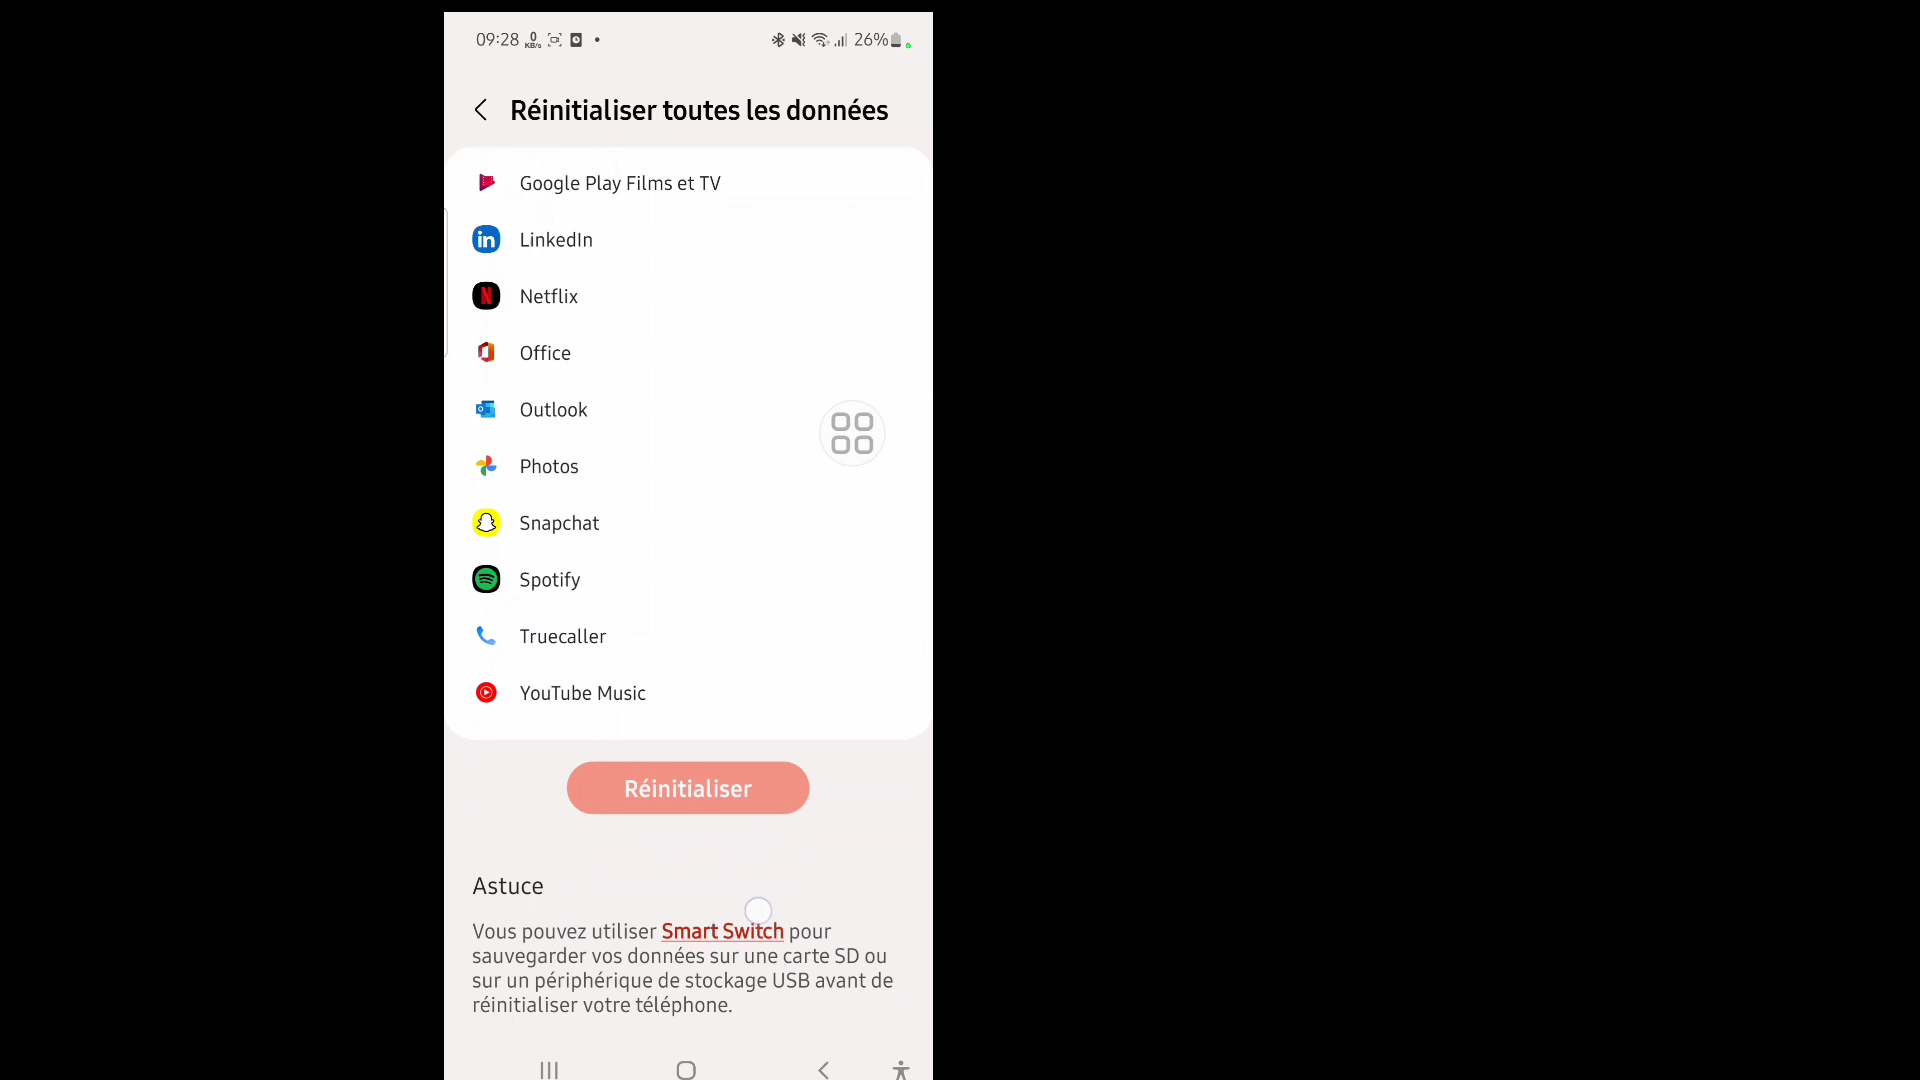 09:28 0 KB/s 26%
Réinitialiser toutes les données
Google Play Films et TV
LinkedIn
Netflix
Office
Outlook
Photos
Snapchat
Spotify
Truecaller
YouTube Music
Réinitialiser
Astuce
Vous pouvez utiliser Smart Switch pour
sauvegarder vos données sur une carte SD ou
sur un périphérique de stockage USB avant de
réinitialiser votre téléphone.